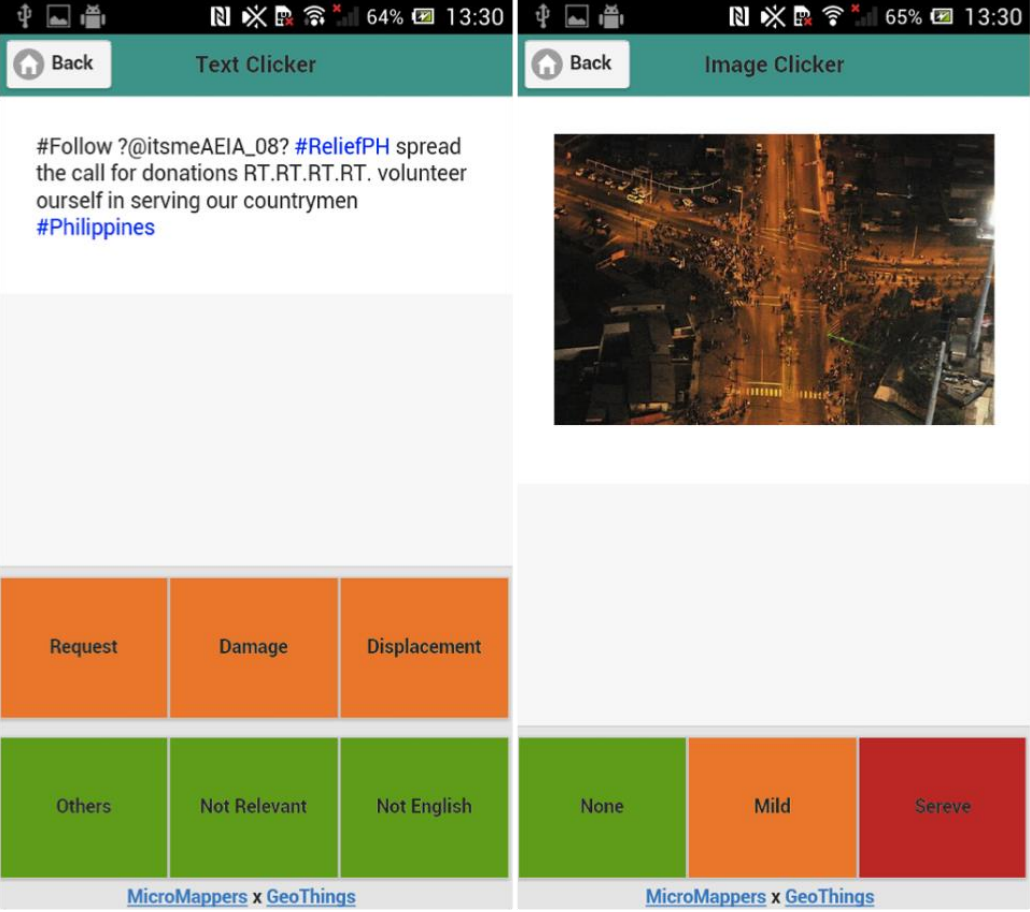 64% 13:30
Back Text Clicker
#Follow ?@itsmeAEIA_08? #ReliefPH spread
the call for donations RT.RT.RT.RT. volunteer
ourself in serving our countrymen
#Philippines
Request Damage Displacement
Others Not Relevant Not English
MicroMappers x GeoThings
65% 13:30
Back Image Clicker
None Mild Sereve
MicroMappers x GeoThings